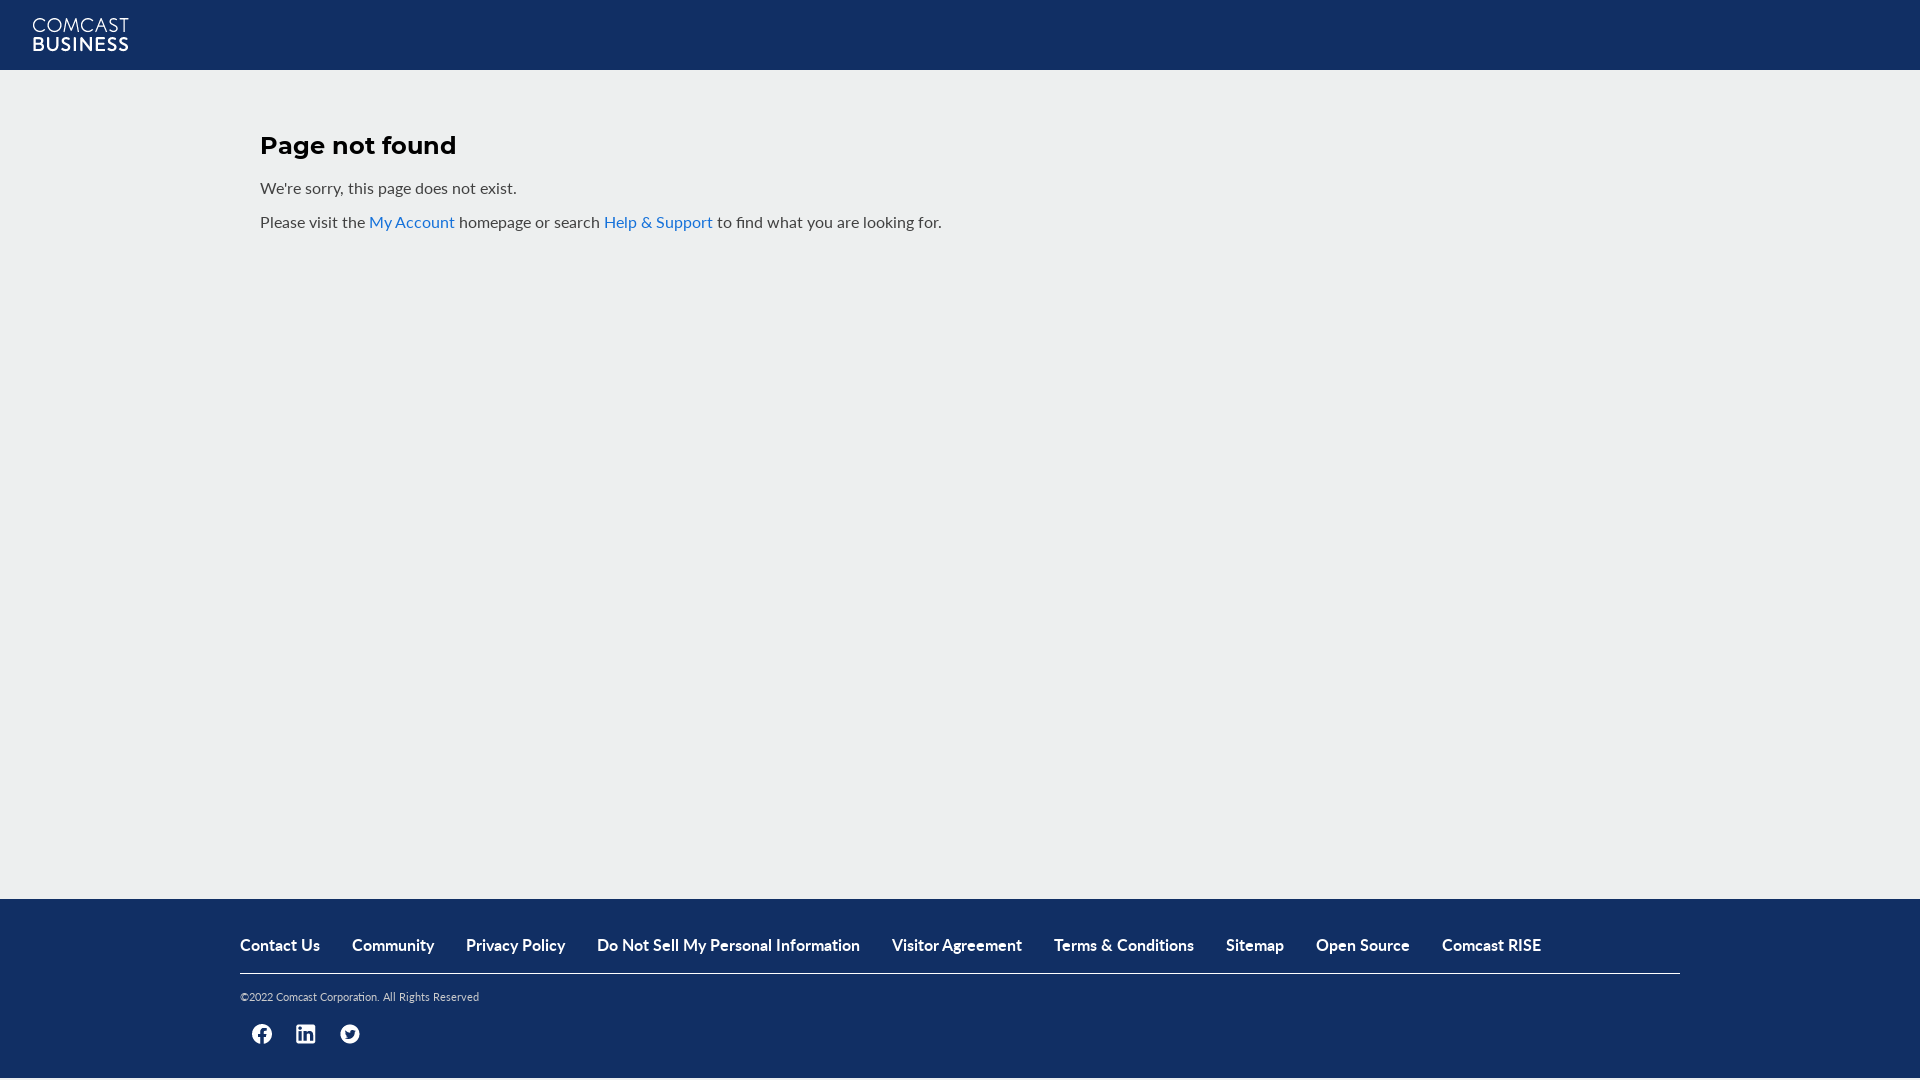 COMCAST
BUSINESS
Page not found
We're sorry, this page does not exist.
Please visit the My Account homepage or search Help & Support to find what you are looking for.
Contact Us Community Privacy Policy Do Not Sell My Personal Information Visitor Agreement Terms & Conditions Sitemap Open Source Comcast RISE
©2022 Comcast Corporation. All Rights Reserved